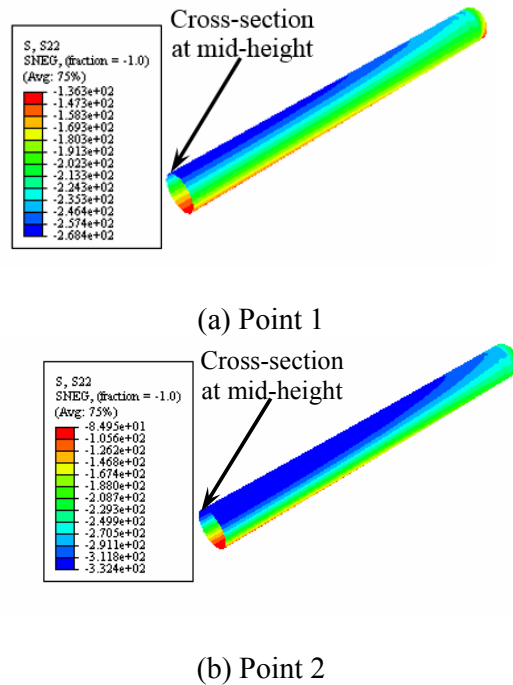 Cross-section
at mid-height
S, S22
SNEG, (fraction = -1.0)
(Avg: 75%)
-1.363e+02
-1.473e+02
-1.583e+02
-1.693e+02
-1.803e+02
-1.913e+02
-2.023e+02
-2.133e+02
-2.243e+02
-2.353e+02
-2.464e+02
-2.574e+02
-2.684e+02
(a) Point 1
Cross-section
at mid-height
S, S22
SNEG, (fraction = -1.0)
(Avg: 75%)
-8.495e+01
-1.056e+02
-1.262e+02
-1.468e+02
-1.674e+02
-1.880e+02
-2.087e+02
-2.293e+02
-2.499e+02
-2.705e+02
-2.911e+02
-3.118e+02
-3.324e+02
(b) Point 2